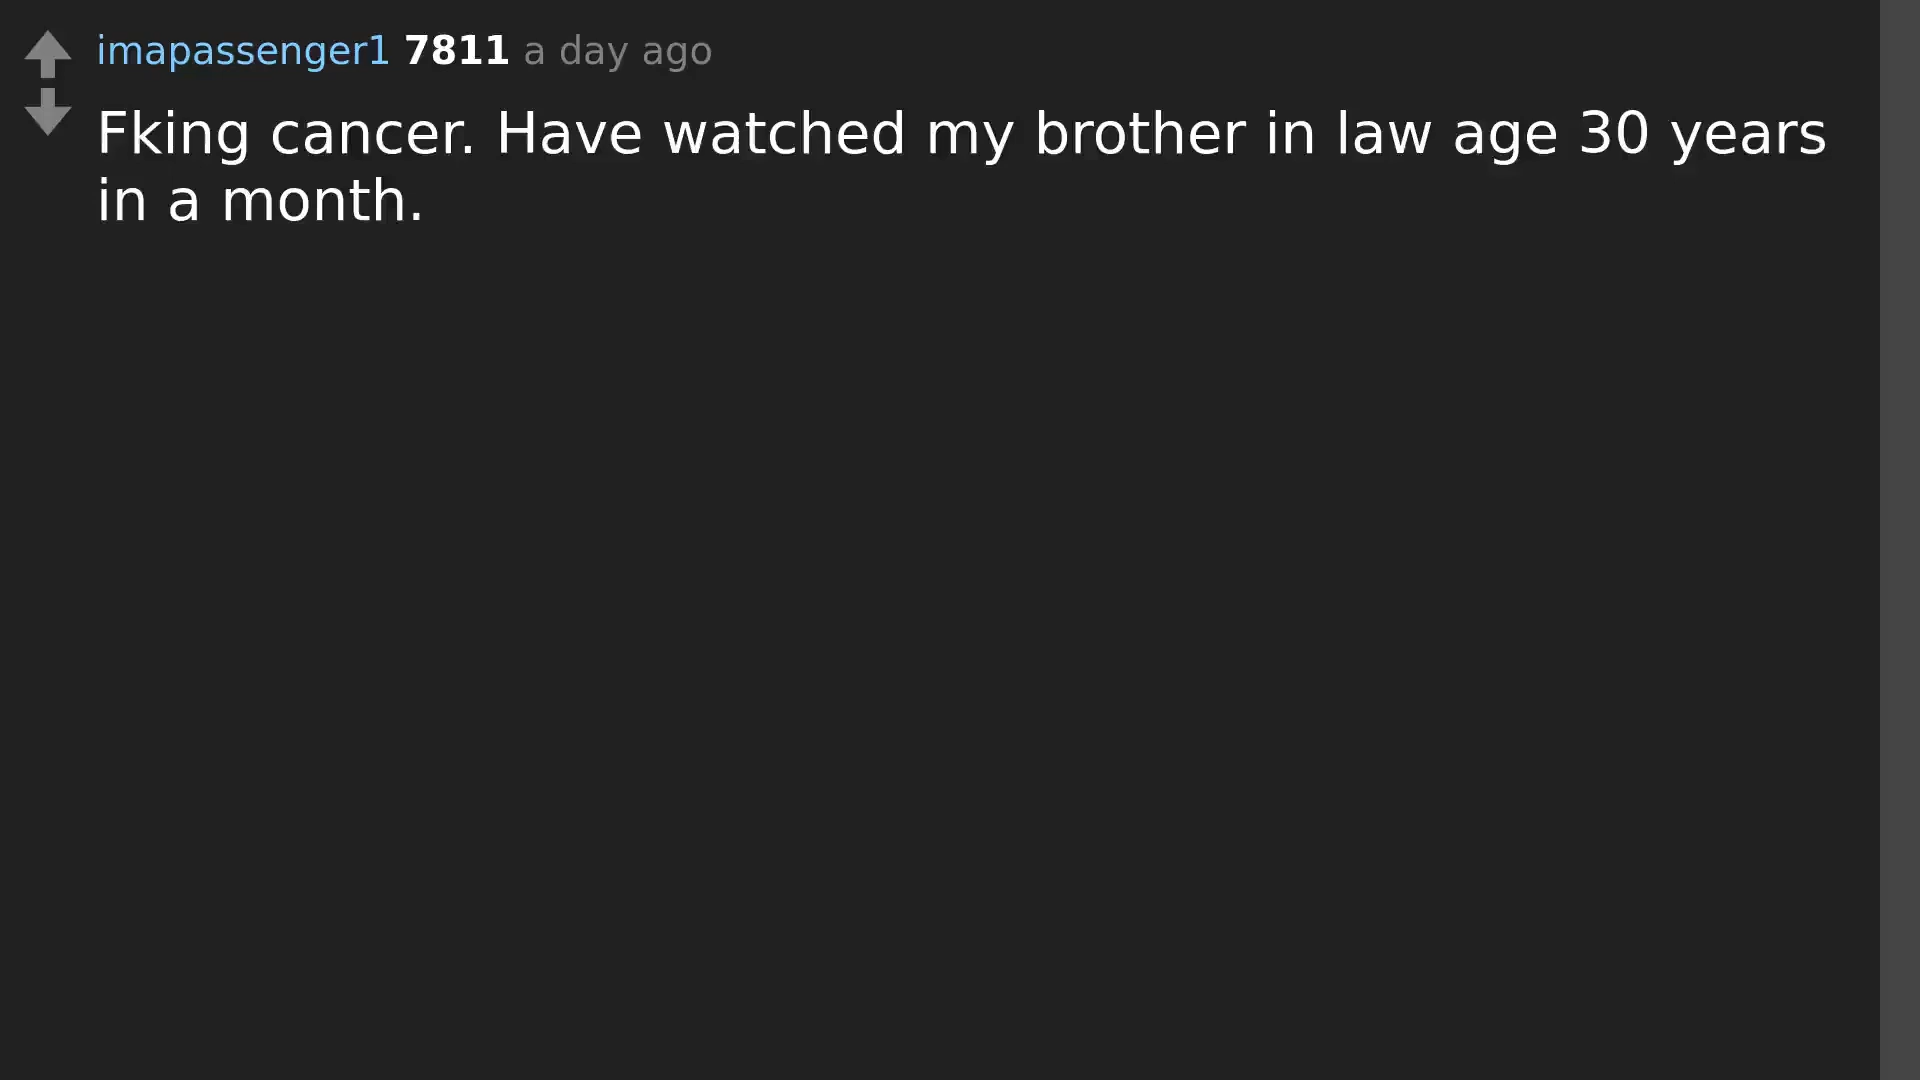 imapassenger1 7811 a day ago
Fking cancer. Have watched my brother in law age 30 years
in a month.